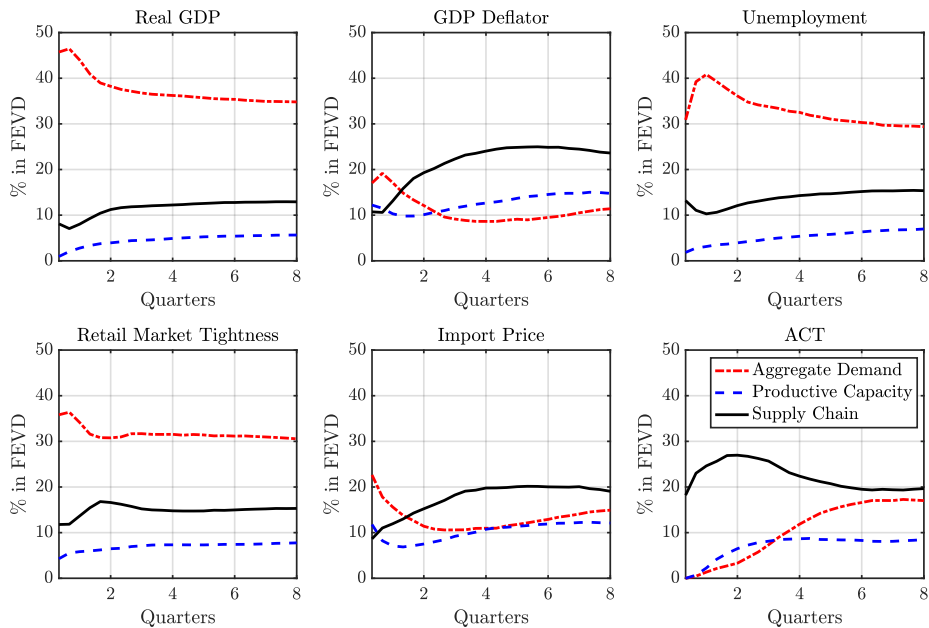 Real GDP
50
40
30
20
10
0
2
4
6
8
% in FEVD
Quarters
GDP Deflator
50
40
30
20
10
0
2
4
6
8
% in FEVD
Quarters
Unemployment
50
40
30
20
10
0
2
4
6
8
% in FEVD
Quarters
Retail Market Tightness
50
40
30
20
10
0
2
4
6
8
% in FEVD
Quarters
Import Price
50
40
30
20
10
0
2
4
6
8
% in FEVD
Quarters
ACT
50
40
30
20
10
0
2
4
6
8
% in FEVD
Quarters
Aggregate Demand
Productive Capacity
Supply Chain